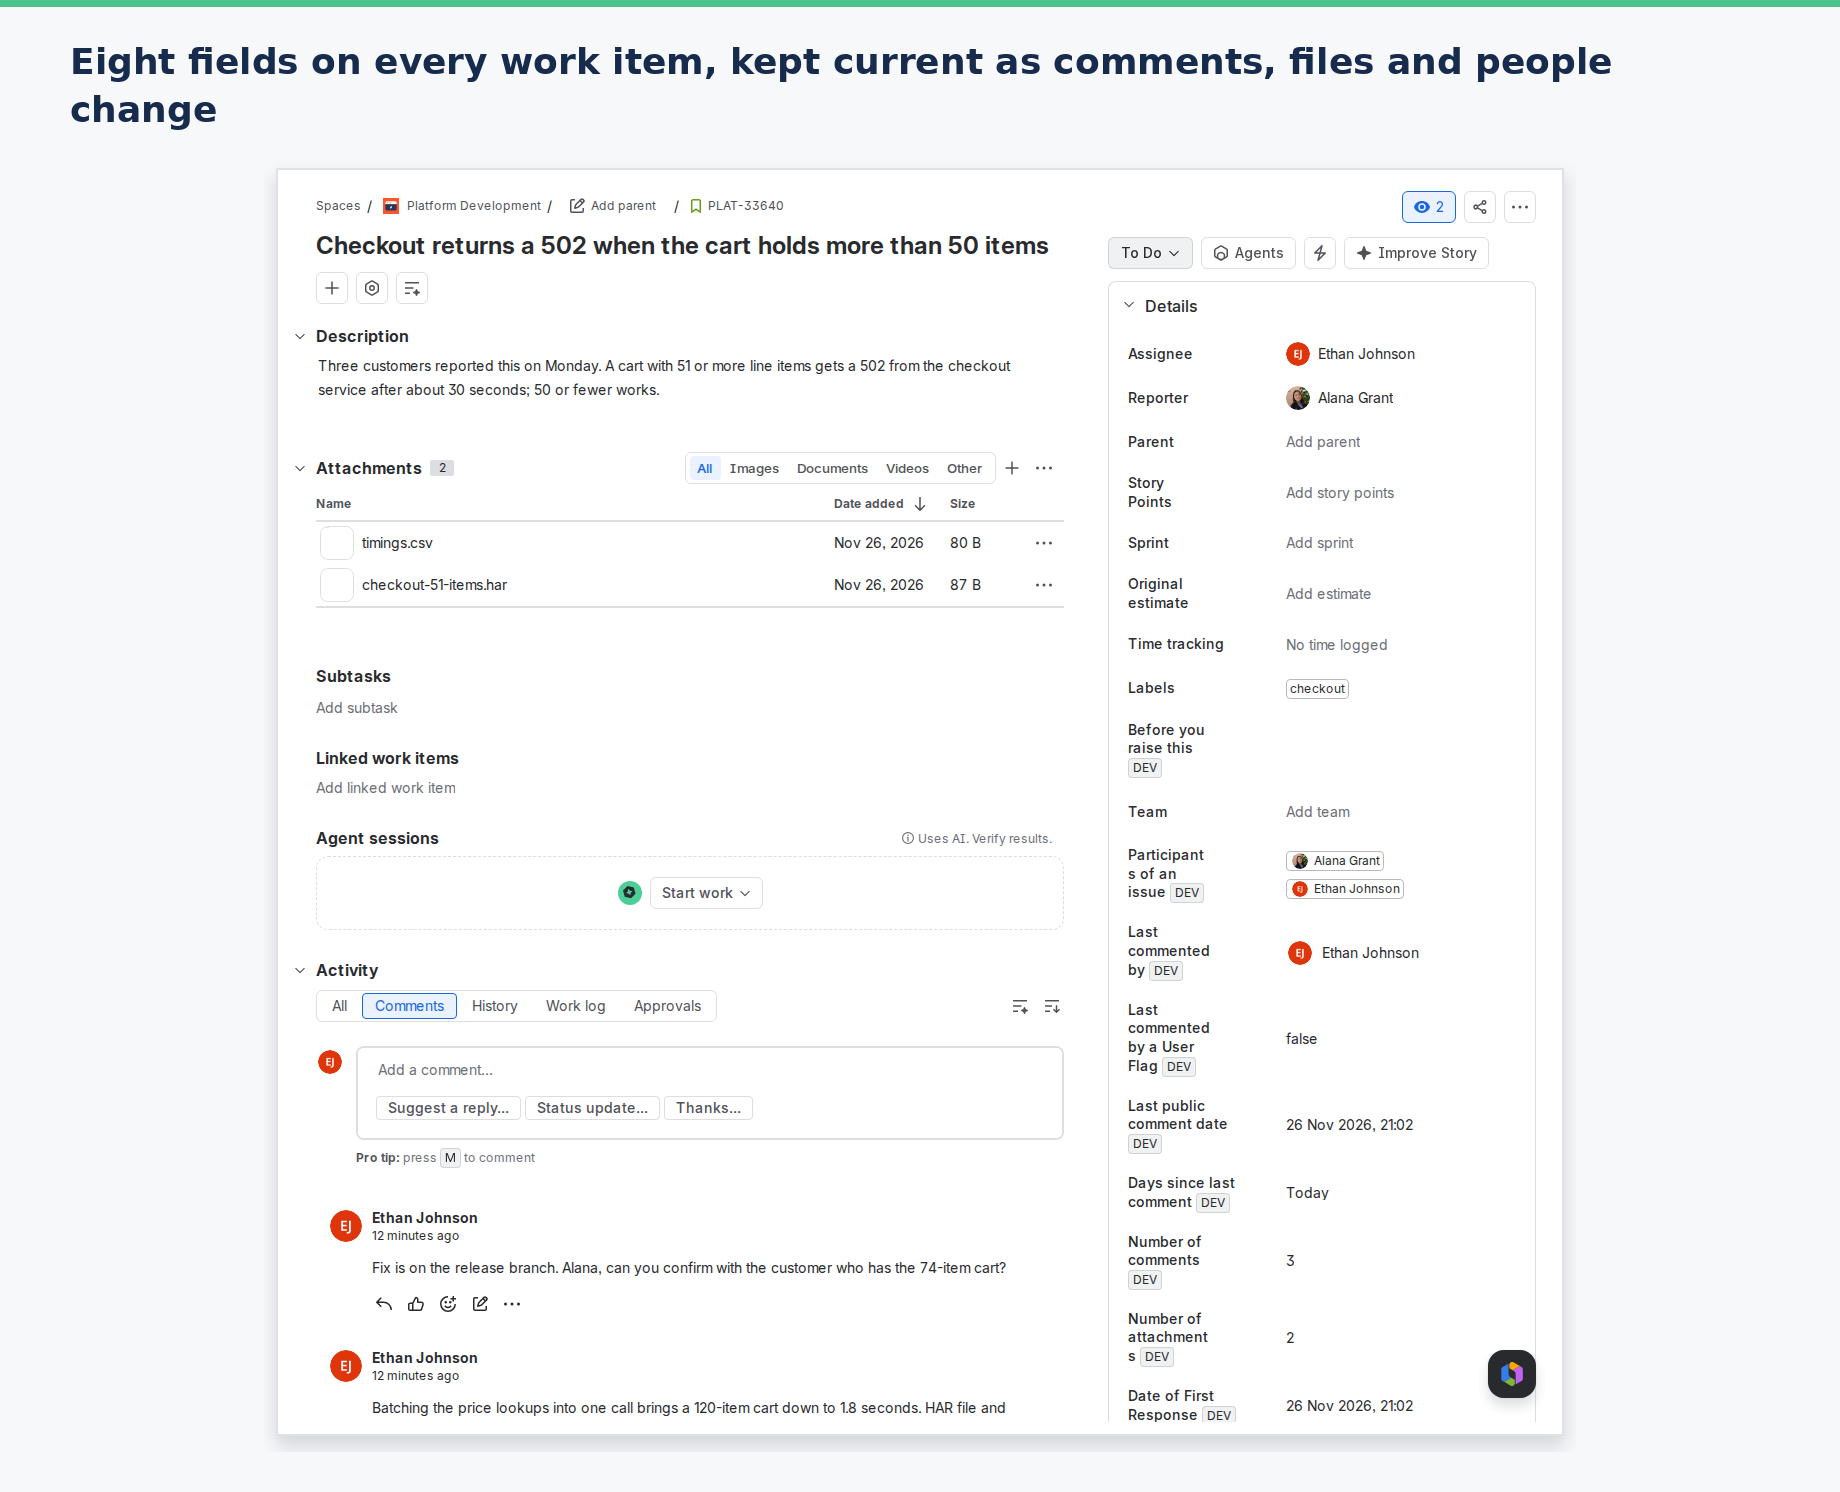 Eight fields on every work item, kept current as comments, files and people
change
Spaces / Platform Development / Add parent / PLAT-33640
2
Checkout returns a 502 when the cart holds more than 50 items
To Do
Agents
Improve Story
Description
Three customers reported this on Monday. A cart with 51 or more line items gets a 502 from the checkout
service after about 30 seconds; 50 or fewer works.
Attachments 2
All Images Documents Videos Other
Name Date added Size
timings.csv Nov 26, 2026 80 B
checkout-51-items.har Nov 26, 2026 87 B
Subtasks
Add subtask
Linked work items
Add linked work item
Agent sessions
Uses AI. Verify results.
Start work
Activity
All Comments History Work log Approvals
EJ
Add a comment...
Suggest a reply... Status update... Thanks...
Pro tip: press M to comment
EJ
Ethan Johnson
12 minutes ago
Fix is on the release branch. Alana, can you confirm with the customer who has the 74-item cart?
EJ
Ethan Johnson
12 minutes ago
Batching the price lookups into one call brings a 120-item cart down to 1.8 seconds. HAR file and
Details
Assignee
EJ Ethan Johnson
Reporter
Alana Grant
Parent
Add parent
Story
Points
Add story points
Sprint
Add sprint
Original
estimate
Add estimate
Time tracking
No time logged
Labels
checkout
Before you
raise this
DEV
Team
Add team
Participant
s of an
issue DEV
Alana Grant
EJ Ethan Johnson
Last
commented
by DEV
EJ Ethan Johnson
Last
commented
by a User
Flag DEV
false
Last public
comment date
DEV
26 Nov 2026, 21:02
Days since last
comment DEV
Today
Number of
comments
DEV
3
Number of
attachment
s DEV
2
Date of First
Response DEV
26 Nov 2026, 21:02